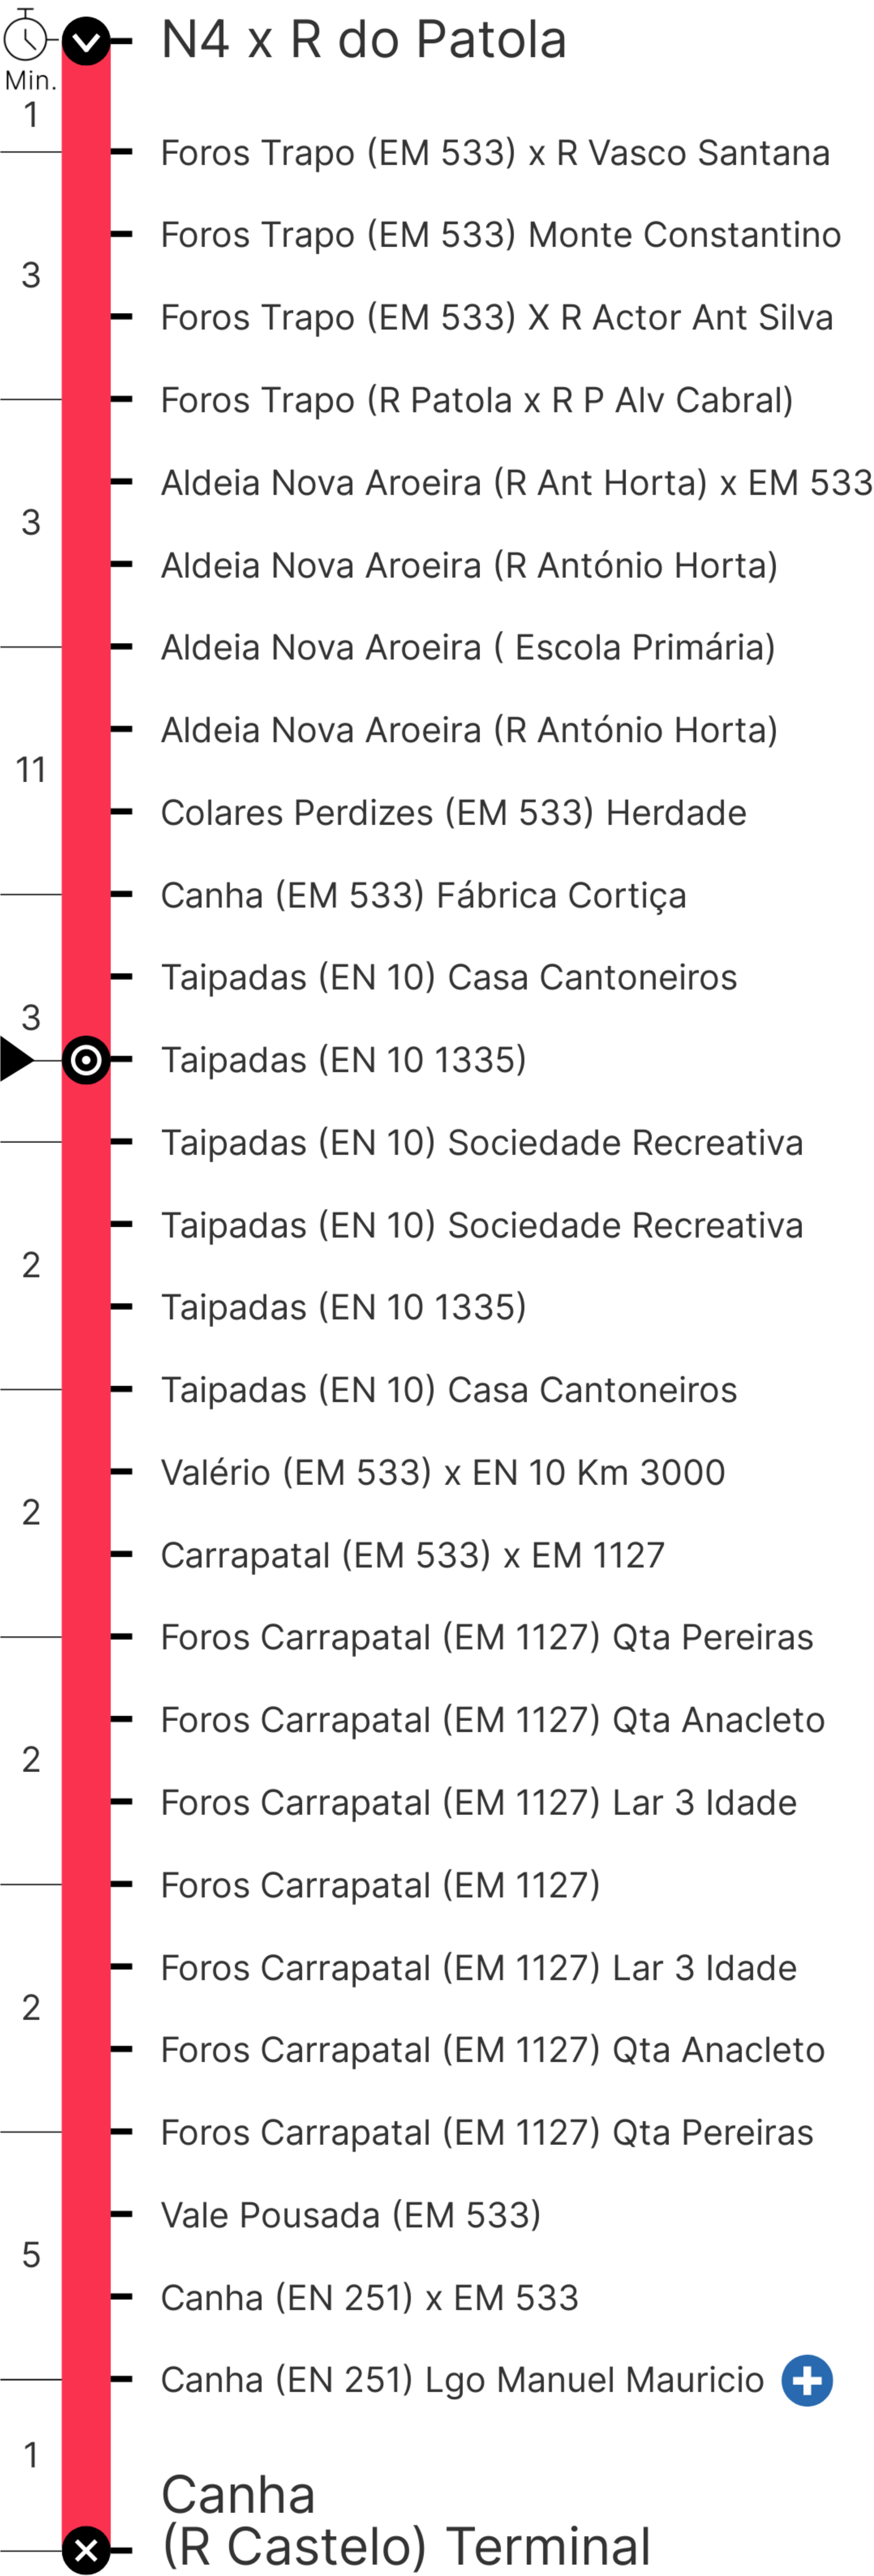 N4 x R do Patola
Min.
1
Foros Trapo (EM 533) x R Vasco Santana
Foros Trapo (EM 533) Monte Constantino
3
Foros Trapo (EM 533) X R Actor Ant Silva
Foros Trapo (R Patola x R P Alv Cabral)
Aldeia Nova Aroeira (R Ant Horta) x EM 533
3
Aldeia Nova Aroeira (R António Horta)
Aldeia Nova Aroeira ( Escola Primária)
Aldeia Nova Aroeira (R António Horta)
11
Colares Perdizes (EM 533) Herdade
Canha (EM 533) Fábrica Cortiça
Taipadas (EN 10) Casa Cantoneiros
3
Taipadas (EN 10 1335)
Taipadas (EN 10) Sociedade Recreativa
Taipadas (EN 10) Sociedade Recreativa
2
Taipadas (EN 10 1335)
Taipadas (EN 10) Casa Cantoneiros
Valério (EM 533) x EN 10 Km 3000
2
Carrapatal (EM 533) x EM 1127
Foros Carrapatal (EM 1127) Qta Pereiras
Foros Carrapatal (EM 1127) Qta Anacleto
2
Foros Carrapatal (EM 1127) Lar 3 Idade
Foros Carrapatal (EM 1127)
Foros Carrapatal (EM 1127) Lar 3 Idade
2
Foros Carrapatal (EM 1127) Qta Anacleto
Foros Carrapatal (EM 1127) Qta Pereiras
Vale Pousada (EM 533)
5
Canha (EN 251) x EM 533
Canha (EN 251) Lgo Manuel Mauricio
1
Canha
(R Castelo) Terminal